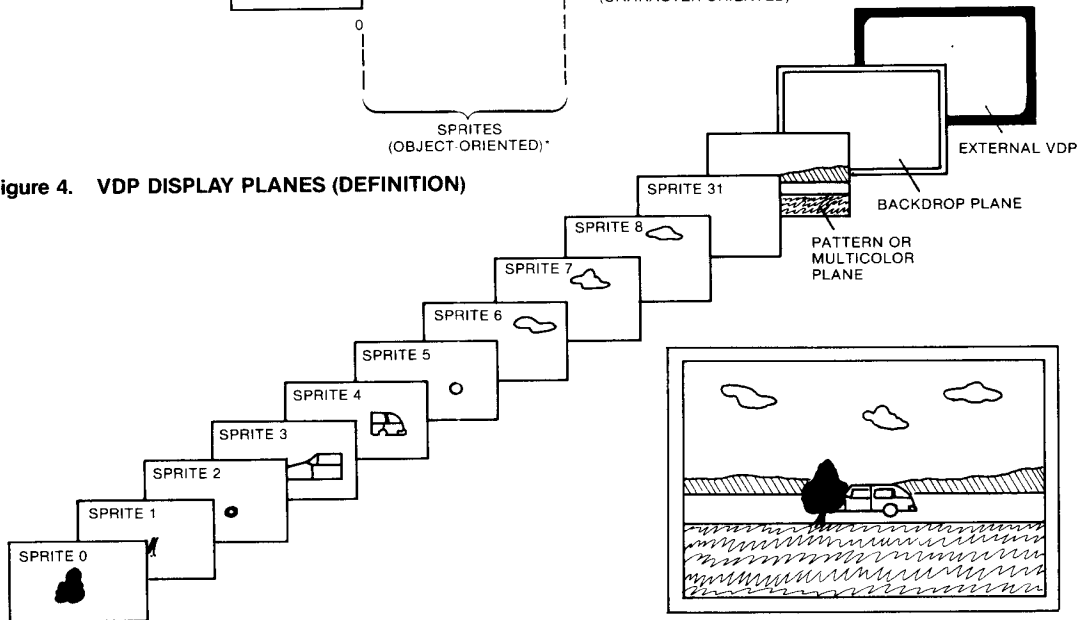 0
SPRITES
(OBJECT-ORIENTED)*
igure 4. VDP DISPLAY PLANES (DEFINITION)
EXTERNAL VDP
BACKDROP PLANE
PATTERN OR
MULTICOLOR
PLANE
SPRITE 31
SPRITE 8
SPRITE 7
SPRITE 6
SPRITE 5
SPRITE 4
SPRITE 3
SPRITE 2
SPRITE 1
SPRITE 0